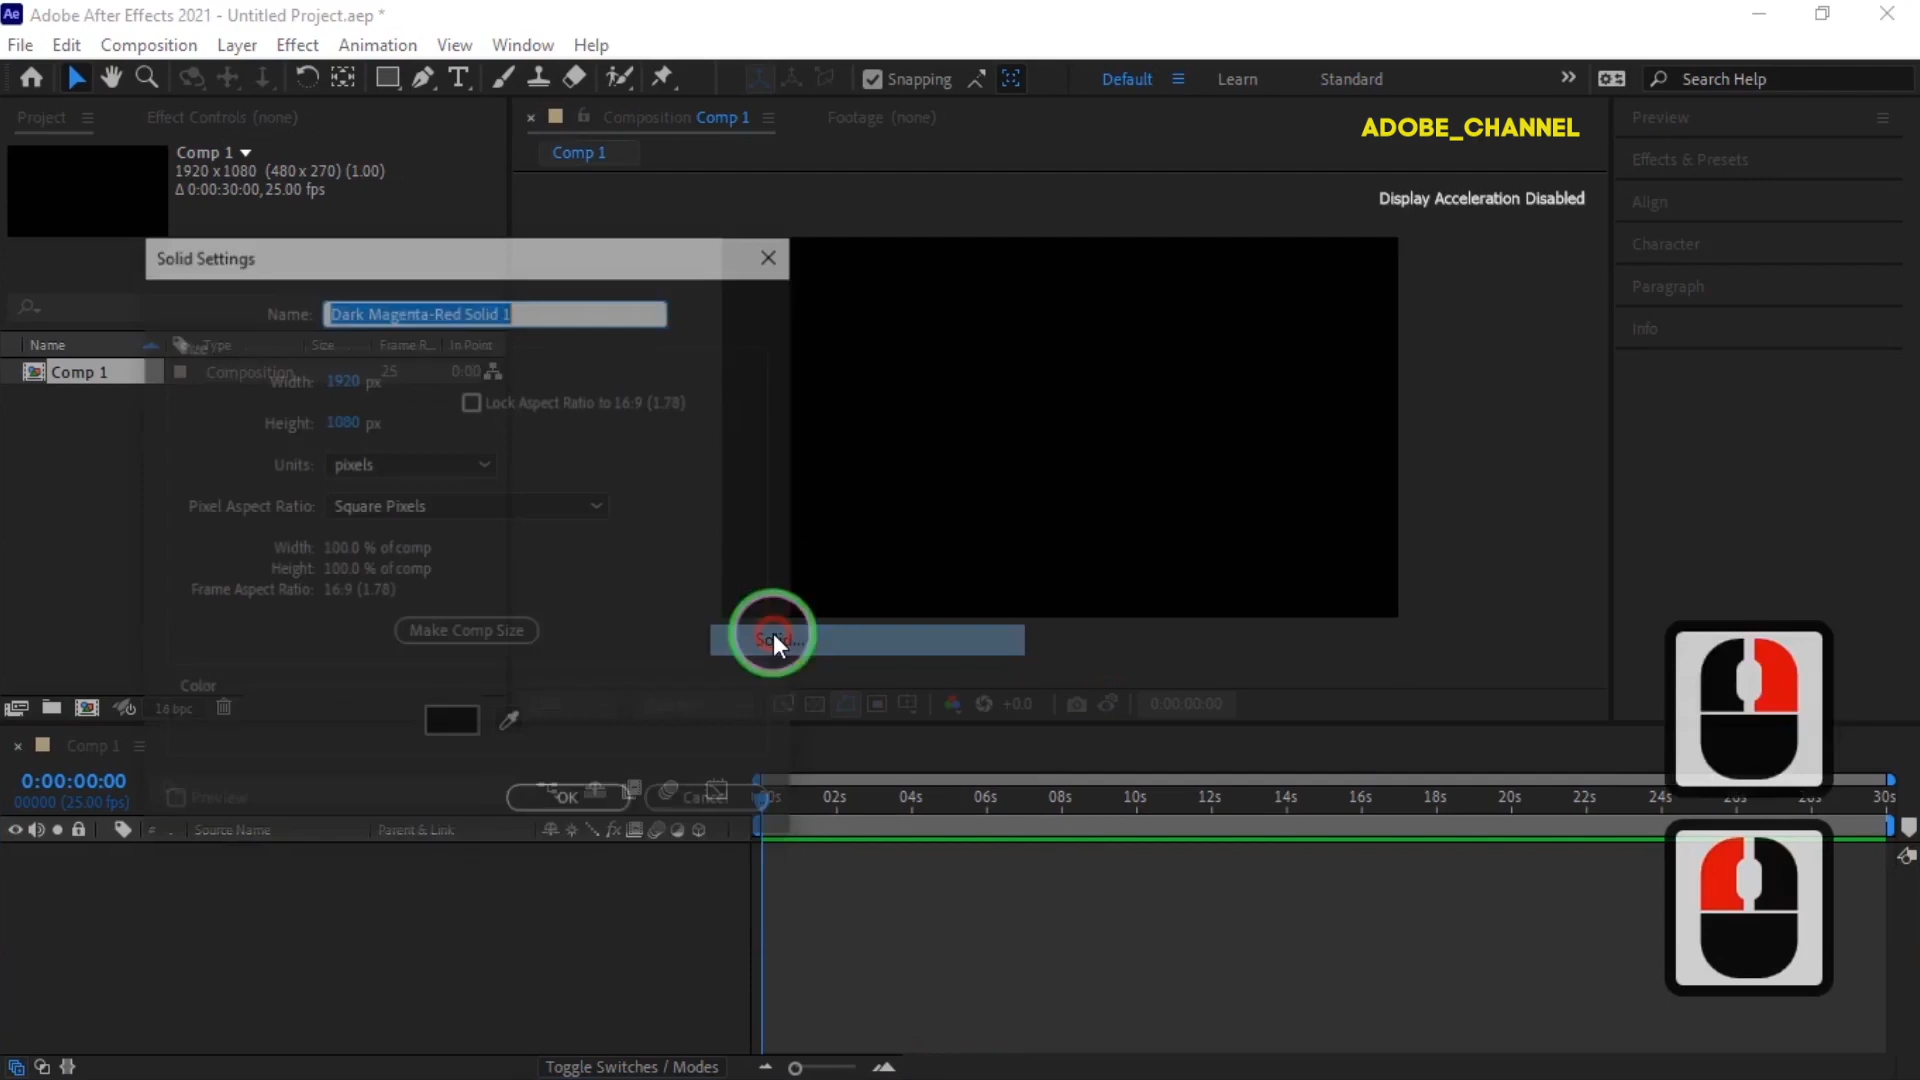 Ae Adobe After Effects 2021 - Untitled Project.aep *
File Edit Composition Layer Effect Animation View Window Help
Snapping Default Learn Standard Search Help
Project Effect Controls (none)
Composition Comp 1 Footage (none)
ADOBE_CHANNEL
Comp 1
Comp 1
1920 x 1080 (480 x 270) (1.00)
Δ 0:00:30:00, 25.00 fps
Display Acceleration Disabled
Preview
Effects & Presets
Align
Character
Paragraph
Info
Solid Settings
Name: Dark Magenta-Red Solid 1
Name Type Size Frame R... In Point
Comp 1 Composition 25 0:00
Width: 1920 px
Lock Aspect Ratio to 16:9 (1.78)
Height: 1080 px
Units: pixels
Pixel Aspect Ratio: Square Pixels
Width: 100.0 % of comp
Height: 100.0 % of comp
Frame Aspect Ratio: 16:9 (1.78)
Make Comp Size
Solid...
Color
16 bpc
+0.0 0:00:00:00
Comp 1
0:00:00:00
00000 (25.00 fps)
Preview OK Cancel
02s 04s 06s 08s 10s 12s 14s 16s 18s 20s 22s 24s 26s 28s 30s
# Source Name Parent & Link fx
Toggle Switches / Modes